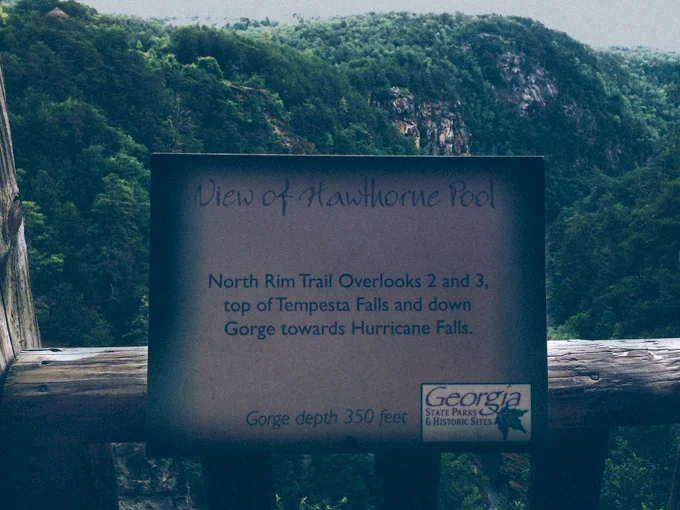 View of Hawthorne Pool
North Rim Trail Overlooks 2 and 3,
top of Tempesta Falls and down
Gorge towards Hurricane Falls.
Gorge depth 350 feet
Georgia
STATE PARKS
& HISTORIC SITES